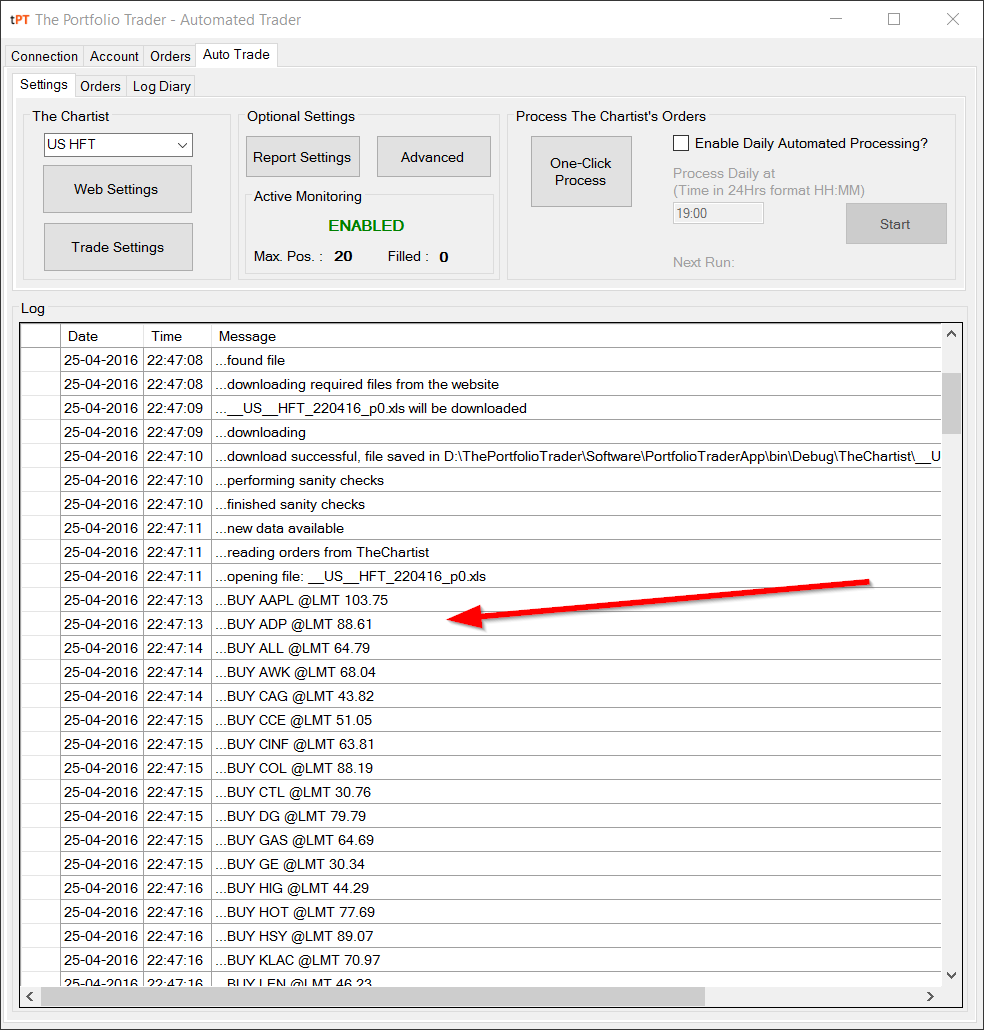 tPT The Portfolio Trader - Automated Trader
Connection Account Orders Auto Trade
Settings Orders Log Diary
The Chartist
US HFT
Web Settings
Trade Settings
Optional Settings
Report Settings Advanced
Active Monitoring
ENABLED
Max. Pos. : 20 Filled : 0
Process The Chartist's Orders
One-Click
Process
Enable Daily Automated Processing?
Process Daily at
(Time in 24Hrs format HH:MM)
19:00
Start
Next Run:
Log
Date Time Message
25-04-2016 22:47:08 ...found file
25-04-2016 22:47:08 ...downloading required files from the website
25-04-2016 22:47:09 ...__US__HFT_220416_p0.xls will be downloaded
25-04-2016 22:47:09 ...downloading
25-04-2016 22:47:10 ...download successful, file saved in D:\ThePortfolioTrader\Software\PortfolioTraderApp\bin\Debug\TheChartist\__U
25-04-2016 22:47:10 ...performing sanity checks
25-04-2016 22:47:10 ...finished sanity checks
25-04-2016 22:47:11 ...new data available
25-04-2016 22:47:11 ...reading orders from TheChartist
25-04-2016 22:47:11 ...opening file: __US__HFT_220416_p0.xls
25-04-2016 22:47:13 ...BUY AAPL @LMT 103.75
25-04-2016 22:47:13 ...BUY ADP @LMT 88.61
25-04-2016 22:47:14 ...BUY ALL @LMT 64.79
25-04-2016 22:47:14 ...BUY AWK @LMT 68.04
25-04-2016 22:47:14 ...BUY CAG @LMT 43.82
25-04-2016 22:47:15 ...BUY CCE @LMT 51.05
25-04-2016 22:47:15 ...BUY CINF @LMT 63.81
25-04-2016 22:47:15 ...BUY COL @LMT 88.19
25-04-2016 22:47:15 ...BUY CTL @LMT 30.76
25-04-2016 22:47:15 ...BUY DG @LMT 79.79
25-04-2016 22:47:15 ...BUY GAS @LMT 64.69
25-04-2016 22:47:15 ...BUY GE @LMT 30.34
25-04-2016 22:47:16 ...BUY HIG @LMT 44.29
25-04-2016 22:47:16 ...BUY HOT @LMT 77.69
25-04-2016 22:47:16 ...BUY HSY @LMT 89.07
25-04-2016 22:47:16 ...BUY KLAC @LMT 70.97
25-04-2016 22:47:16 ...BUY LEN @LMT 46.23